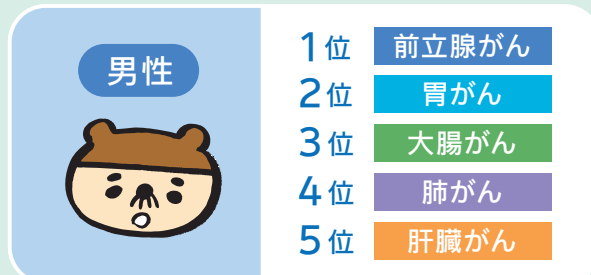 男性
1位 前立腺がん
2位 胃がん
3位 大腸がん
4位 肺がん
5位 肝臓がん